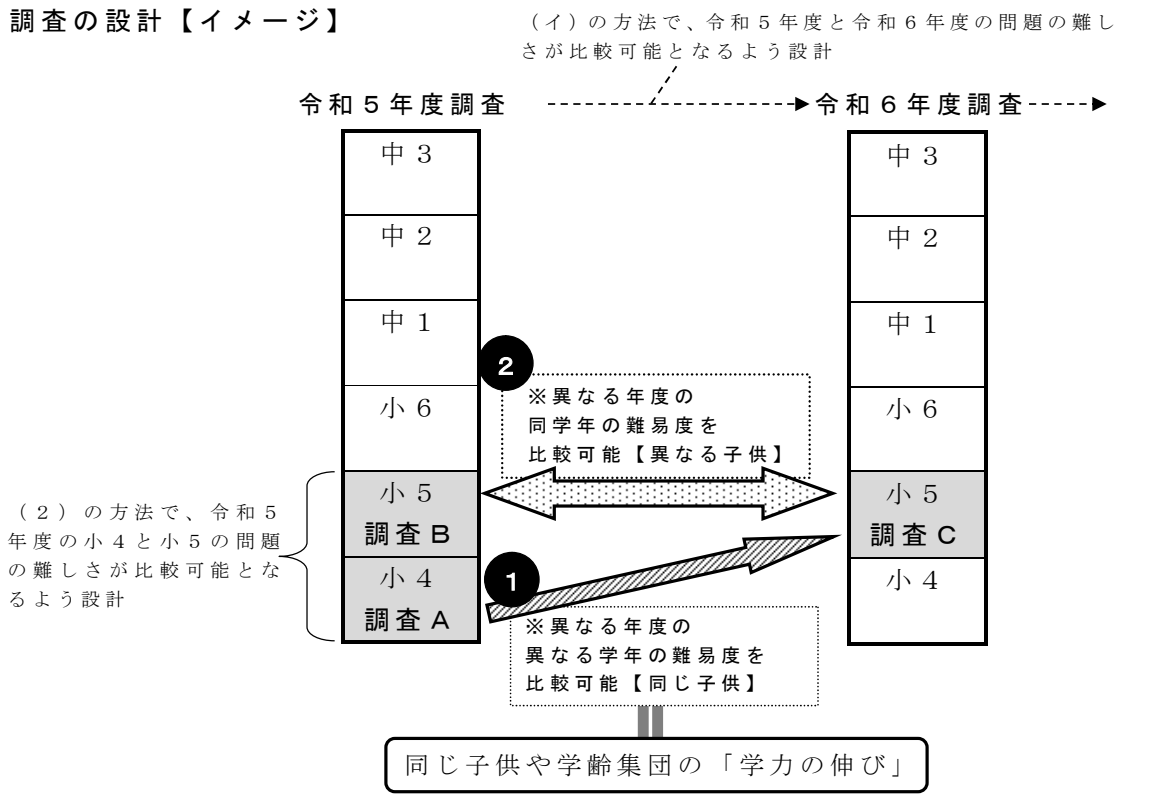 調査の設計【イメージ】
（イ）の方法で、令和５年度と令和６年度の問題の難し
さが比較可能となるよう設計
令和５年度調査
令和６年度調査
中３
中２
中１
小６
小５
調査Ｂ
小４
調査Ａ
（２）の方法で、令和５
年度の小４と小５の問題
の難しさが比較可能とな
るよう設計
2
※異なる年度の
同学年の難易度を
比較可能【異なる子供】
1
※異なる年度の
異なる学年の難易度を
比較可能【同じ子供】
中３
中２
中１
小６
小５
調査Ｃ
小４
同じ子供や学齢集団の「学力の伸び」